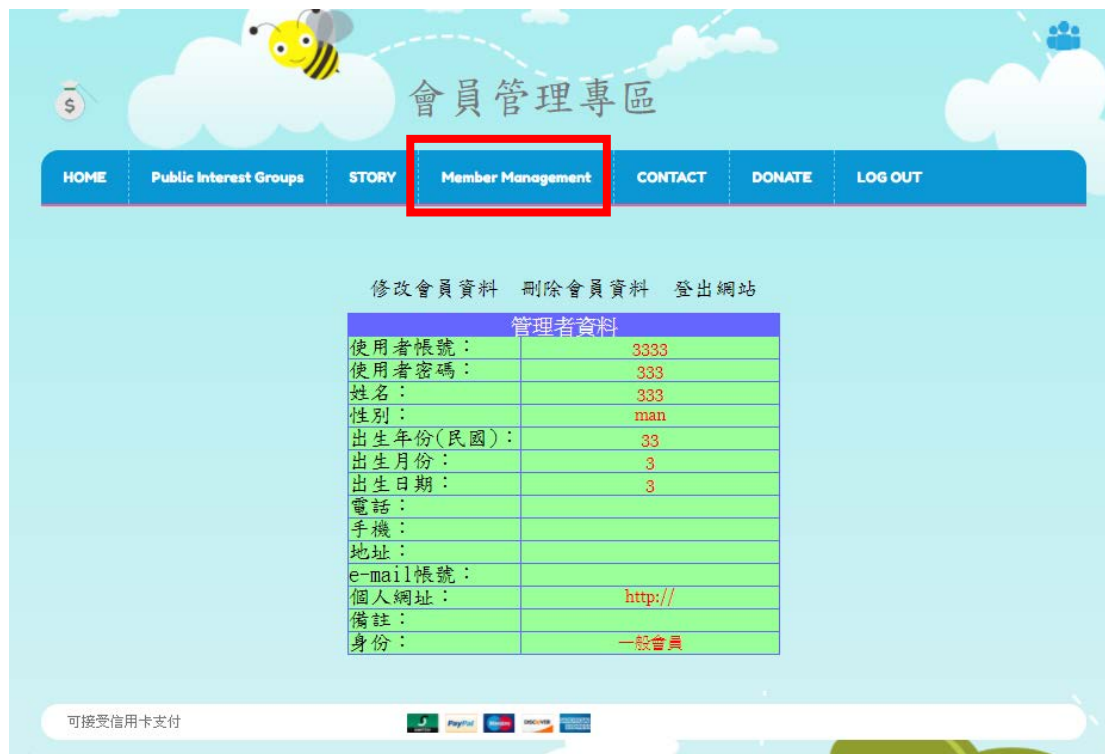 $
會員管理專區
HOME Public Interest Groups STORY Member Management CONTACT DONATE LOG OUT
修改會員資料 刪除會員資料 登出網站
管理者資料
使用者帳號： 3333
使用者密碼： 333
姓名： 333
性別： man
出生年份(民國)： 33
出生月份： 3
出生日期： 3
電話：
手機：
地址：
e-mail帳號：
個人網址： http://
備註：
身份： 一般會員
可接受信用卡支付 PayPal DISCOVER